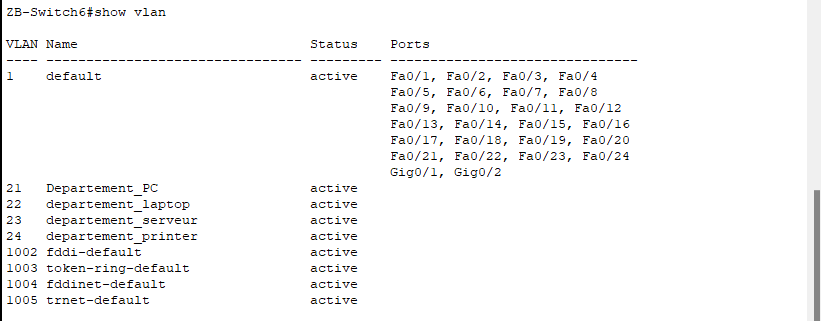 ZB-Switch6#show vlan
VLAN Name                             Status    Ports
---- -------------------------------- --------- -------------------------------
1    default                          active    Fa0/1, Fa0/2, Fa0/3, Fa0/4
                                                Fa0/5, Fa0/6, Fa0/7, Fa0/8
                                                Fa0/9, Fa0/10, Fa0/11, Fa0/12
                                                Fa0/13, Fa0/14, Fa0/15, Fa0/16
                                                Fa0/17, Fa0/18, Fa0/19, Fa0/20
                                                Fa0/21, Fa0/22, Fa0/23, Fa0/24
                                                Gig0/1, Gig0/2
21   Departement_PC                   active
22   departement_laptop               active
23   departement_serveur              active
24   departement_printer              active
1002 fddi-default                     active
1003 token-ring-default               active
1004 fddinet-default                  active
1005 trnet-default                    active